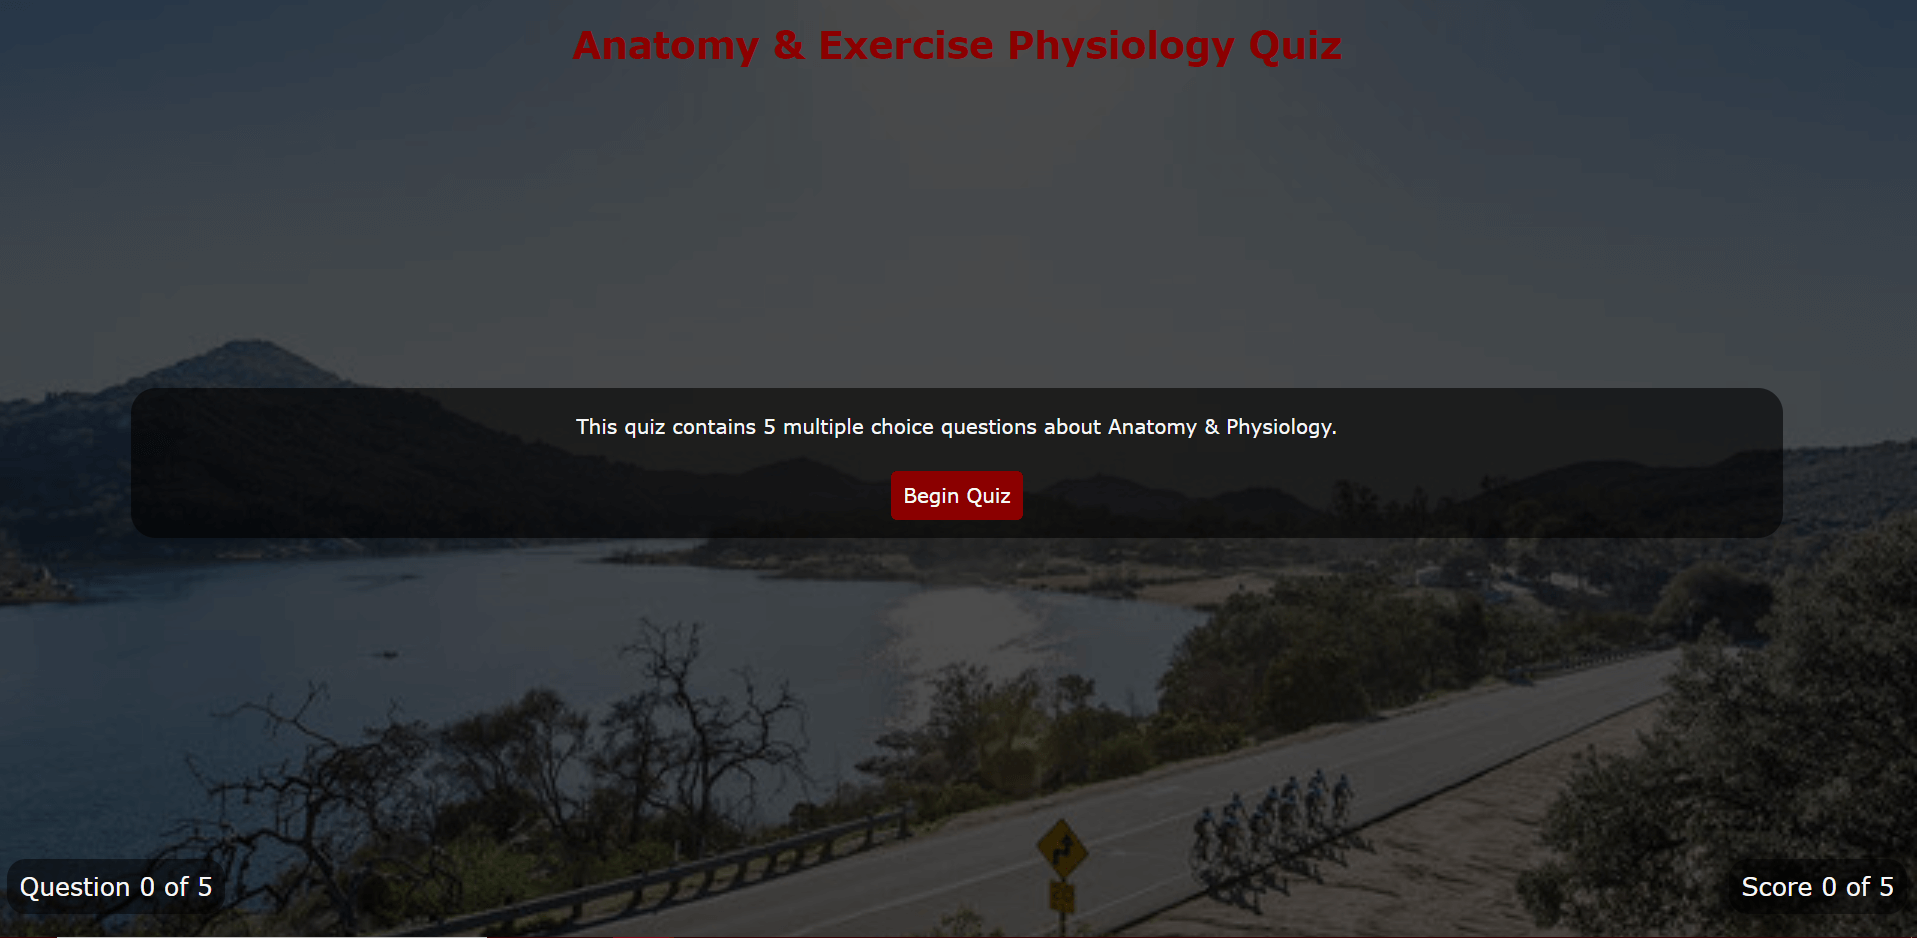 Anatomy & Exercise Physiology Quiz
This quiz contains 5 multiple choice questions about Anatomy & Physiology.
Begin Quiz
Question 0 of 5
Score 0 of 5